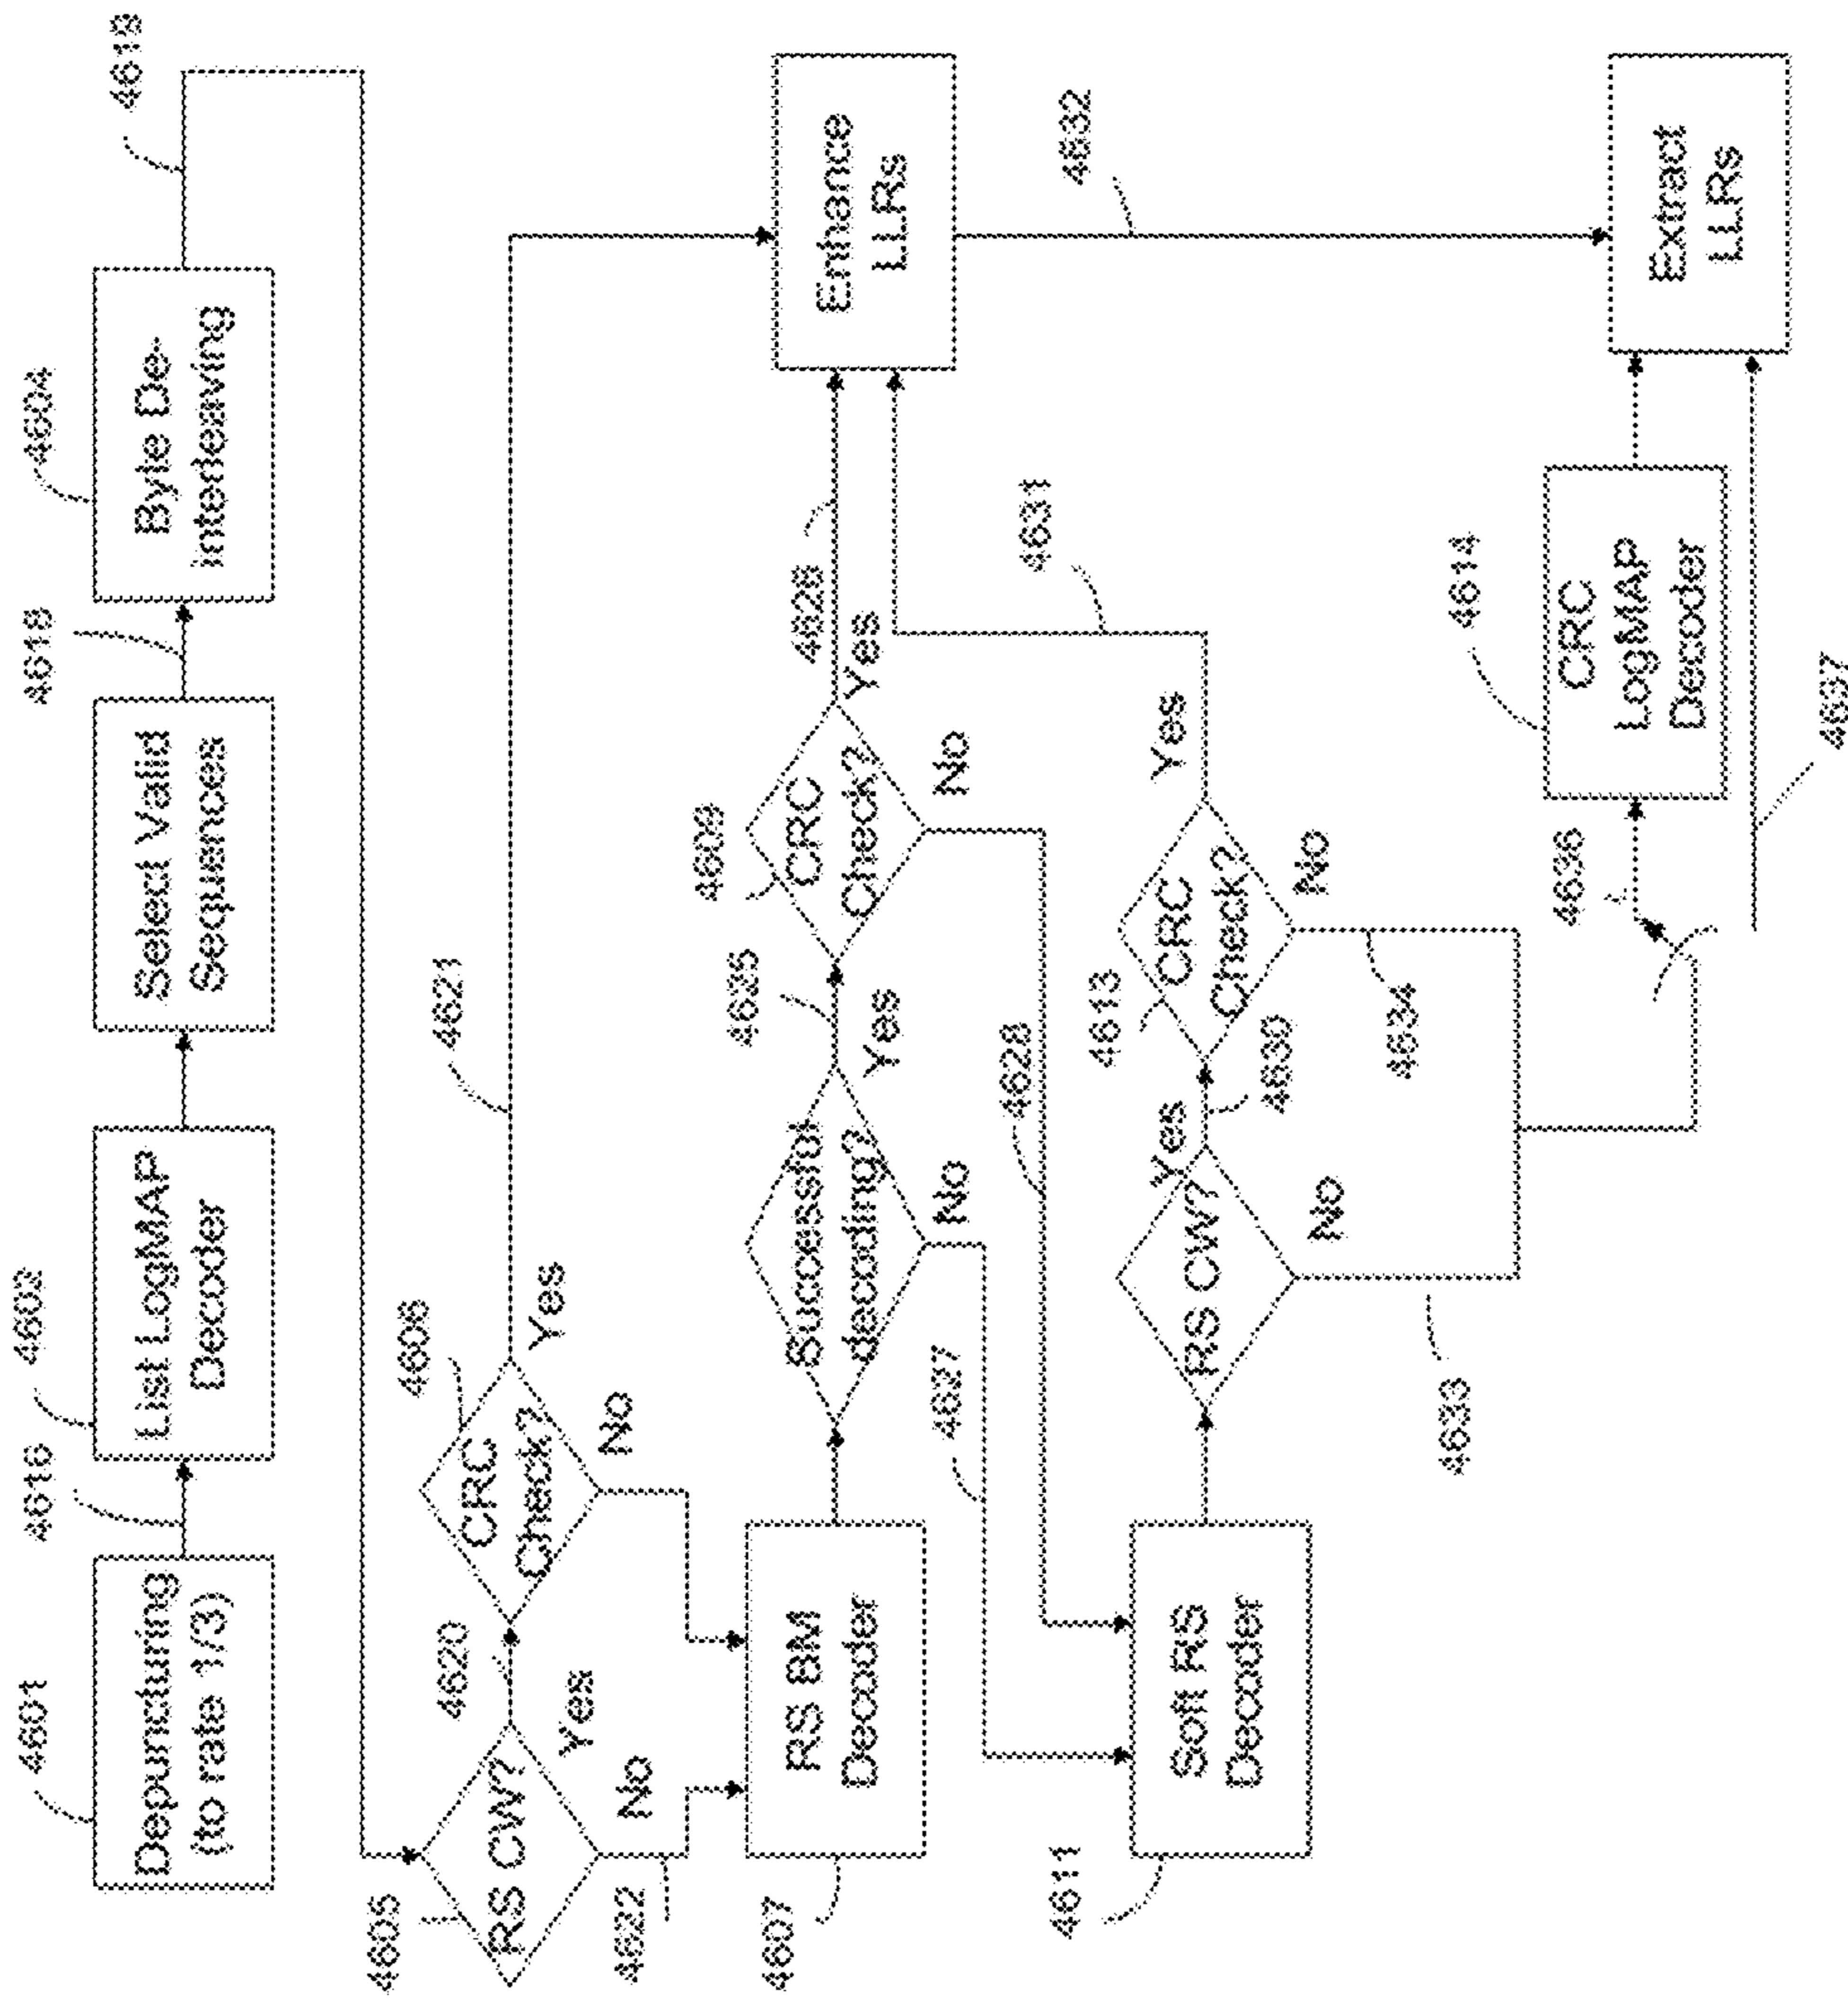 4601
Depuncturing
(to rate 1/3)
4616
4602
List LogMAP
Decoder
Select Valid
Sequences
4618
4604
Byte De-
interleaving
4619
4605
RS CW?
Yes
No
4620
4622
4606
CRC
Check?
Yes
No
4621
4607
RS BM
Decoder
Successful
decoding?
Yes
No
4625
4627
4609
CRC
Check?
Yes
No
4628
4626
Enhance
LLRs
4611
Soft RS
Decoder
RS CW?
Yes
No
4630
4633
4613
CRC
Check?
Yes
No
4631
4634
4632
4636
4614
CRC
LogMAP
Decoder
4637
Extract
LLRs